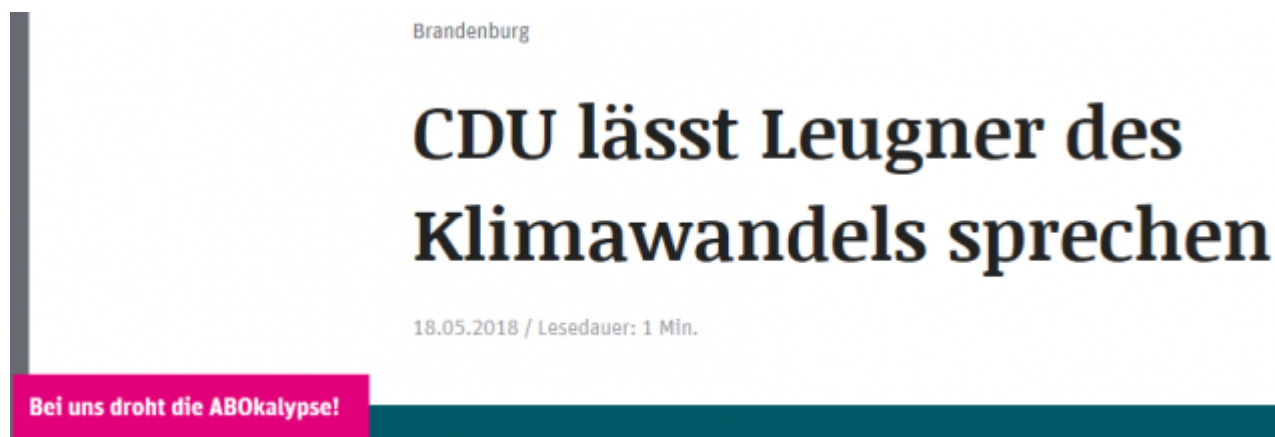 Brandenburg
CDU lässt Leugner des
Klimawandels sprechen
18.05.2018 / Lesedauer: 1 Min.
Bei uns droht die ABOkalypse!